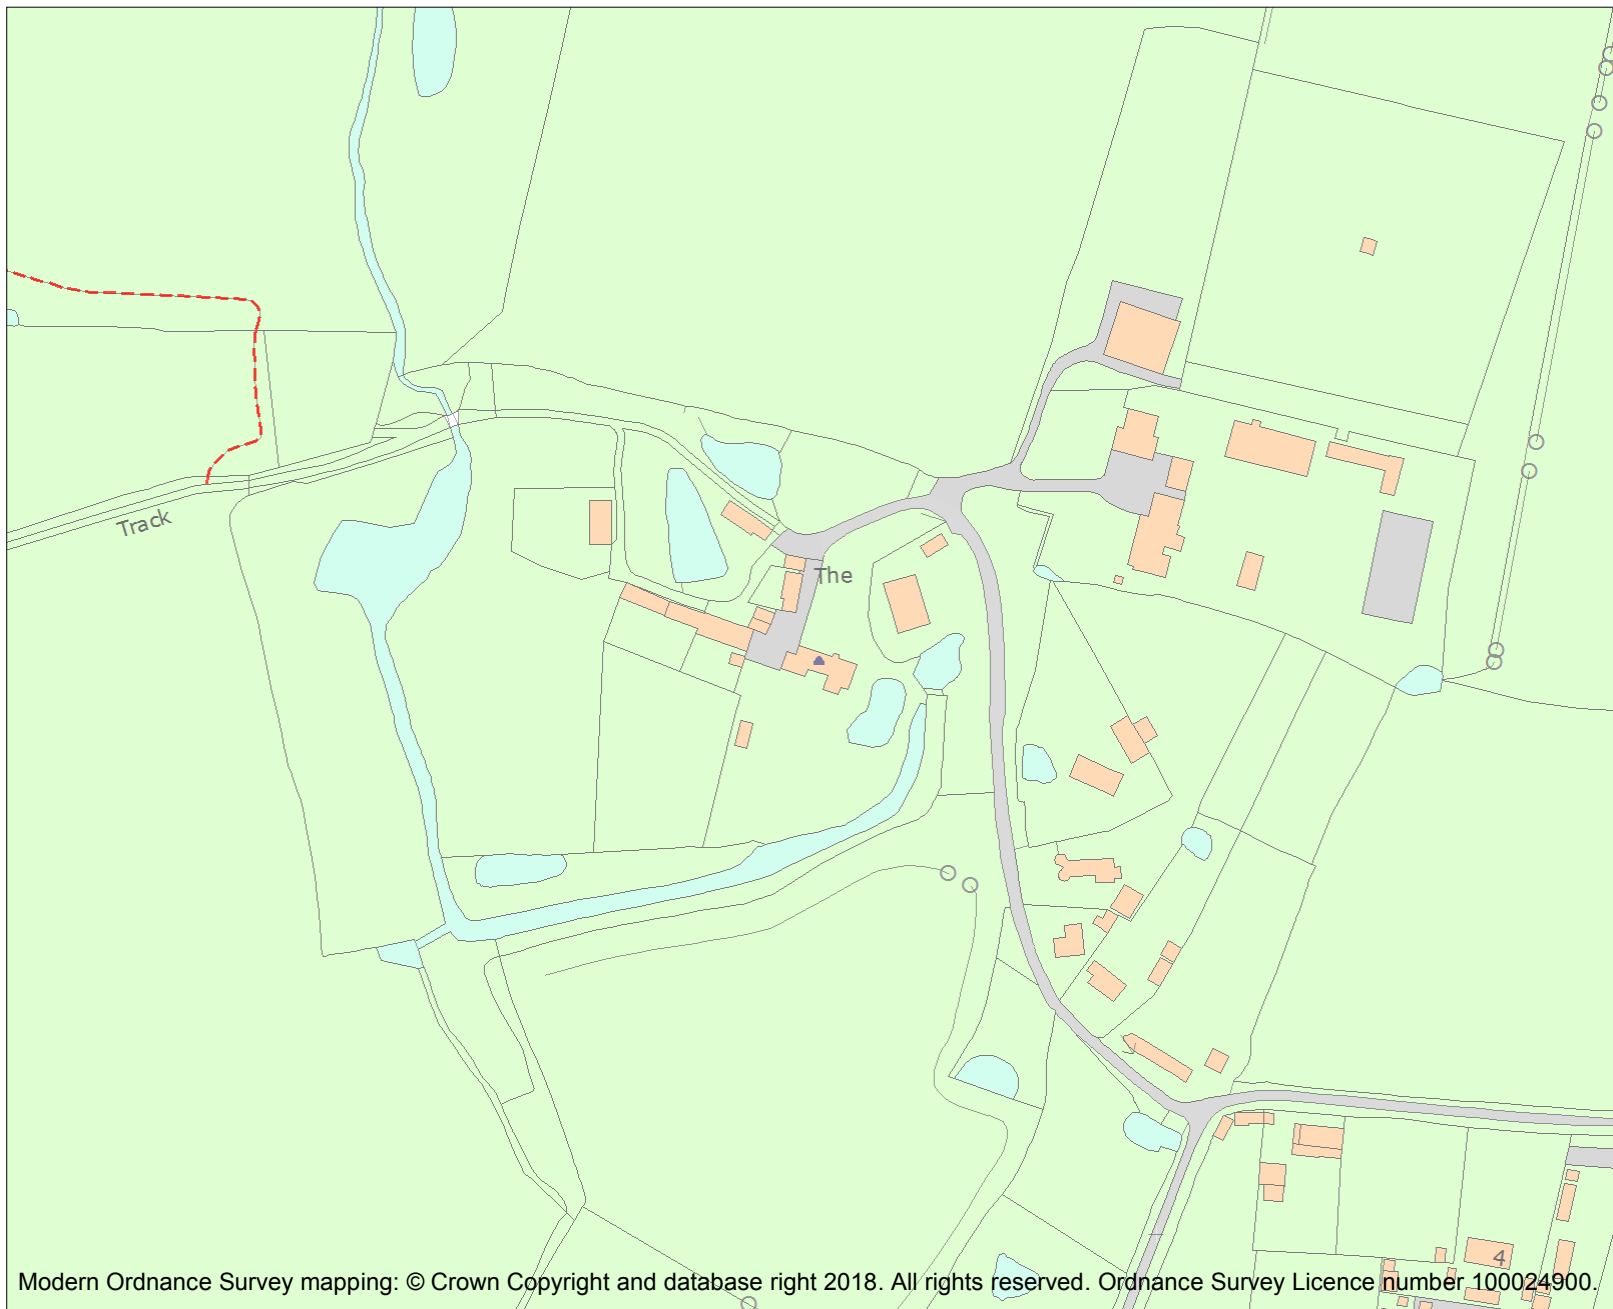 Track
The
4
Modern Ordnance Survey mapping: © Crown Copyright and database right 2018. All rights reserved. Ordnance Survey Licence number 100024900.